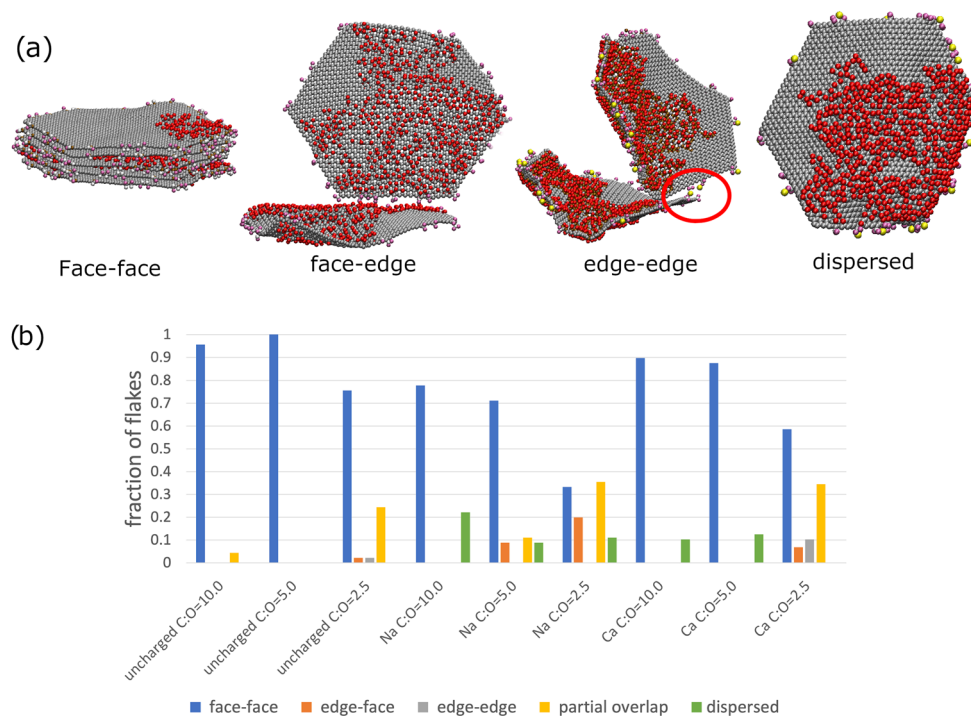 (a)
Face-face
face-edge
edge-edge
dispersed
(b)
fraction of flakes
1
0.9
0.8
0.7
0.6
0.5
0.4
0.3
0.2
0.1
0
uncharged C:O=10.0
uncharged C:O=5.0
uncharged C:O=2.5
Na C:O=10.0
Na C:O=5.0
Na C:O=2.5
Ca C:O=10.0
Ca C:O=5.0
Ca C:O=2.5
face-face
edge-face
edge-edge
partial overlap
dispersed